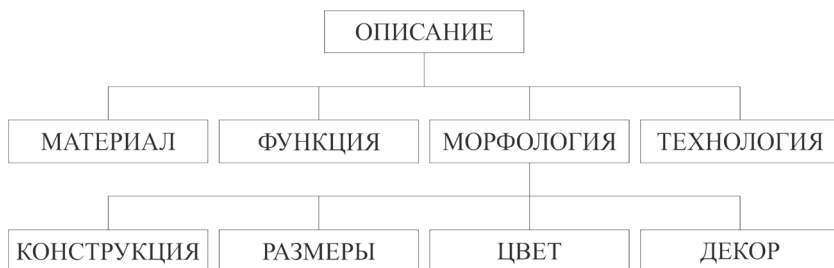 ОПИСАНИЕ
МАТЕРИАЛ ФУНКЦИЯ МОРФОЛОГИЯ ТЕХНОЛОГИЯ
КОНСТРУКЦИЯ РАЗМЕРЫ ЦВЕТ ДЕКОР